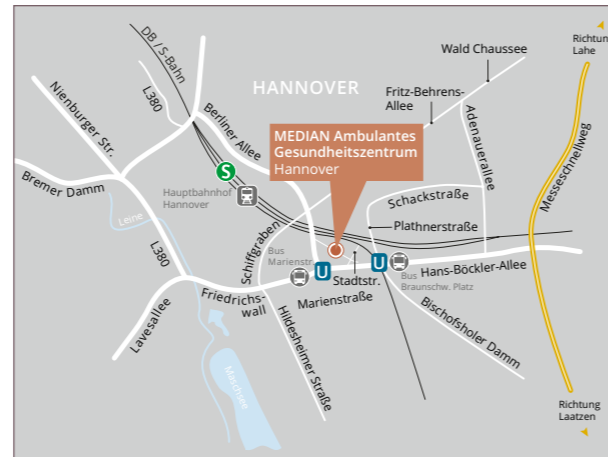 DB / S-Bahn
Wald Chaussee
Richtun
Lahe
HANNOVER
L380
Fritz-Behrens-
Allee
Nienburger Str.
Berliner Allee
Adenauerallee
MEDIAN Ambulantes
Gesundheitszentrum
Hannover
Messeschnellweg
S
Bremer Damm
Hauptbahnhof
Hannover
Schackstraße
Leine
Plathnerstraße
Schiffgraben
L380
Bus
Marienstr.
U
Stadtstr.
U
Hans-Böckler-Allee
Bus
Braunschw. Platz
Friedrichs-
wall
Marienstraße
Lavesallee
Hildesheimer Straße
Bischofsholer Damm
Maschsee
Richtung
Laatzen